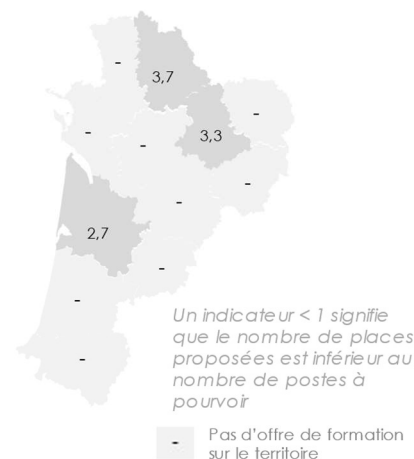 -
3,7
-
3,3
-
-
-
-
2,7
-
-
-
Un indicateur < 1 signifie
que le nombre de places
proposées est inférieur au
nombre de postes à
pourvoir
- Pas d'offre de formation
sur le territoire